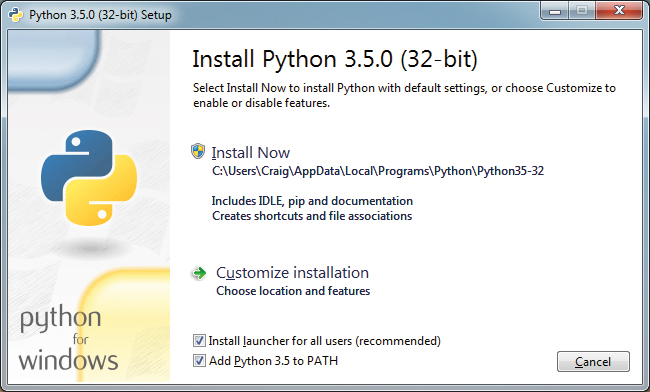 Python 3.5.0 (32-bit) Setup
Install Python 3.5.0 (32-bit)
Select Install Now to install Python with default settings, or choose Customize to
enable or disable features.
Install Now
C:\Users\Craig\AppData\Local\Programs\Python\Python35-32
Includes IDLE, pip and documentation
Creates shortcuts and file associations
Customize installation
Choose location and features
python
for
windows
Install launcher for all users (recommended)
Add Python 3.5 to PATH
Cancel